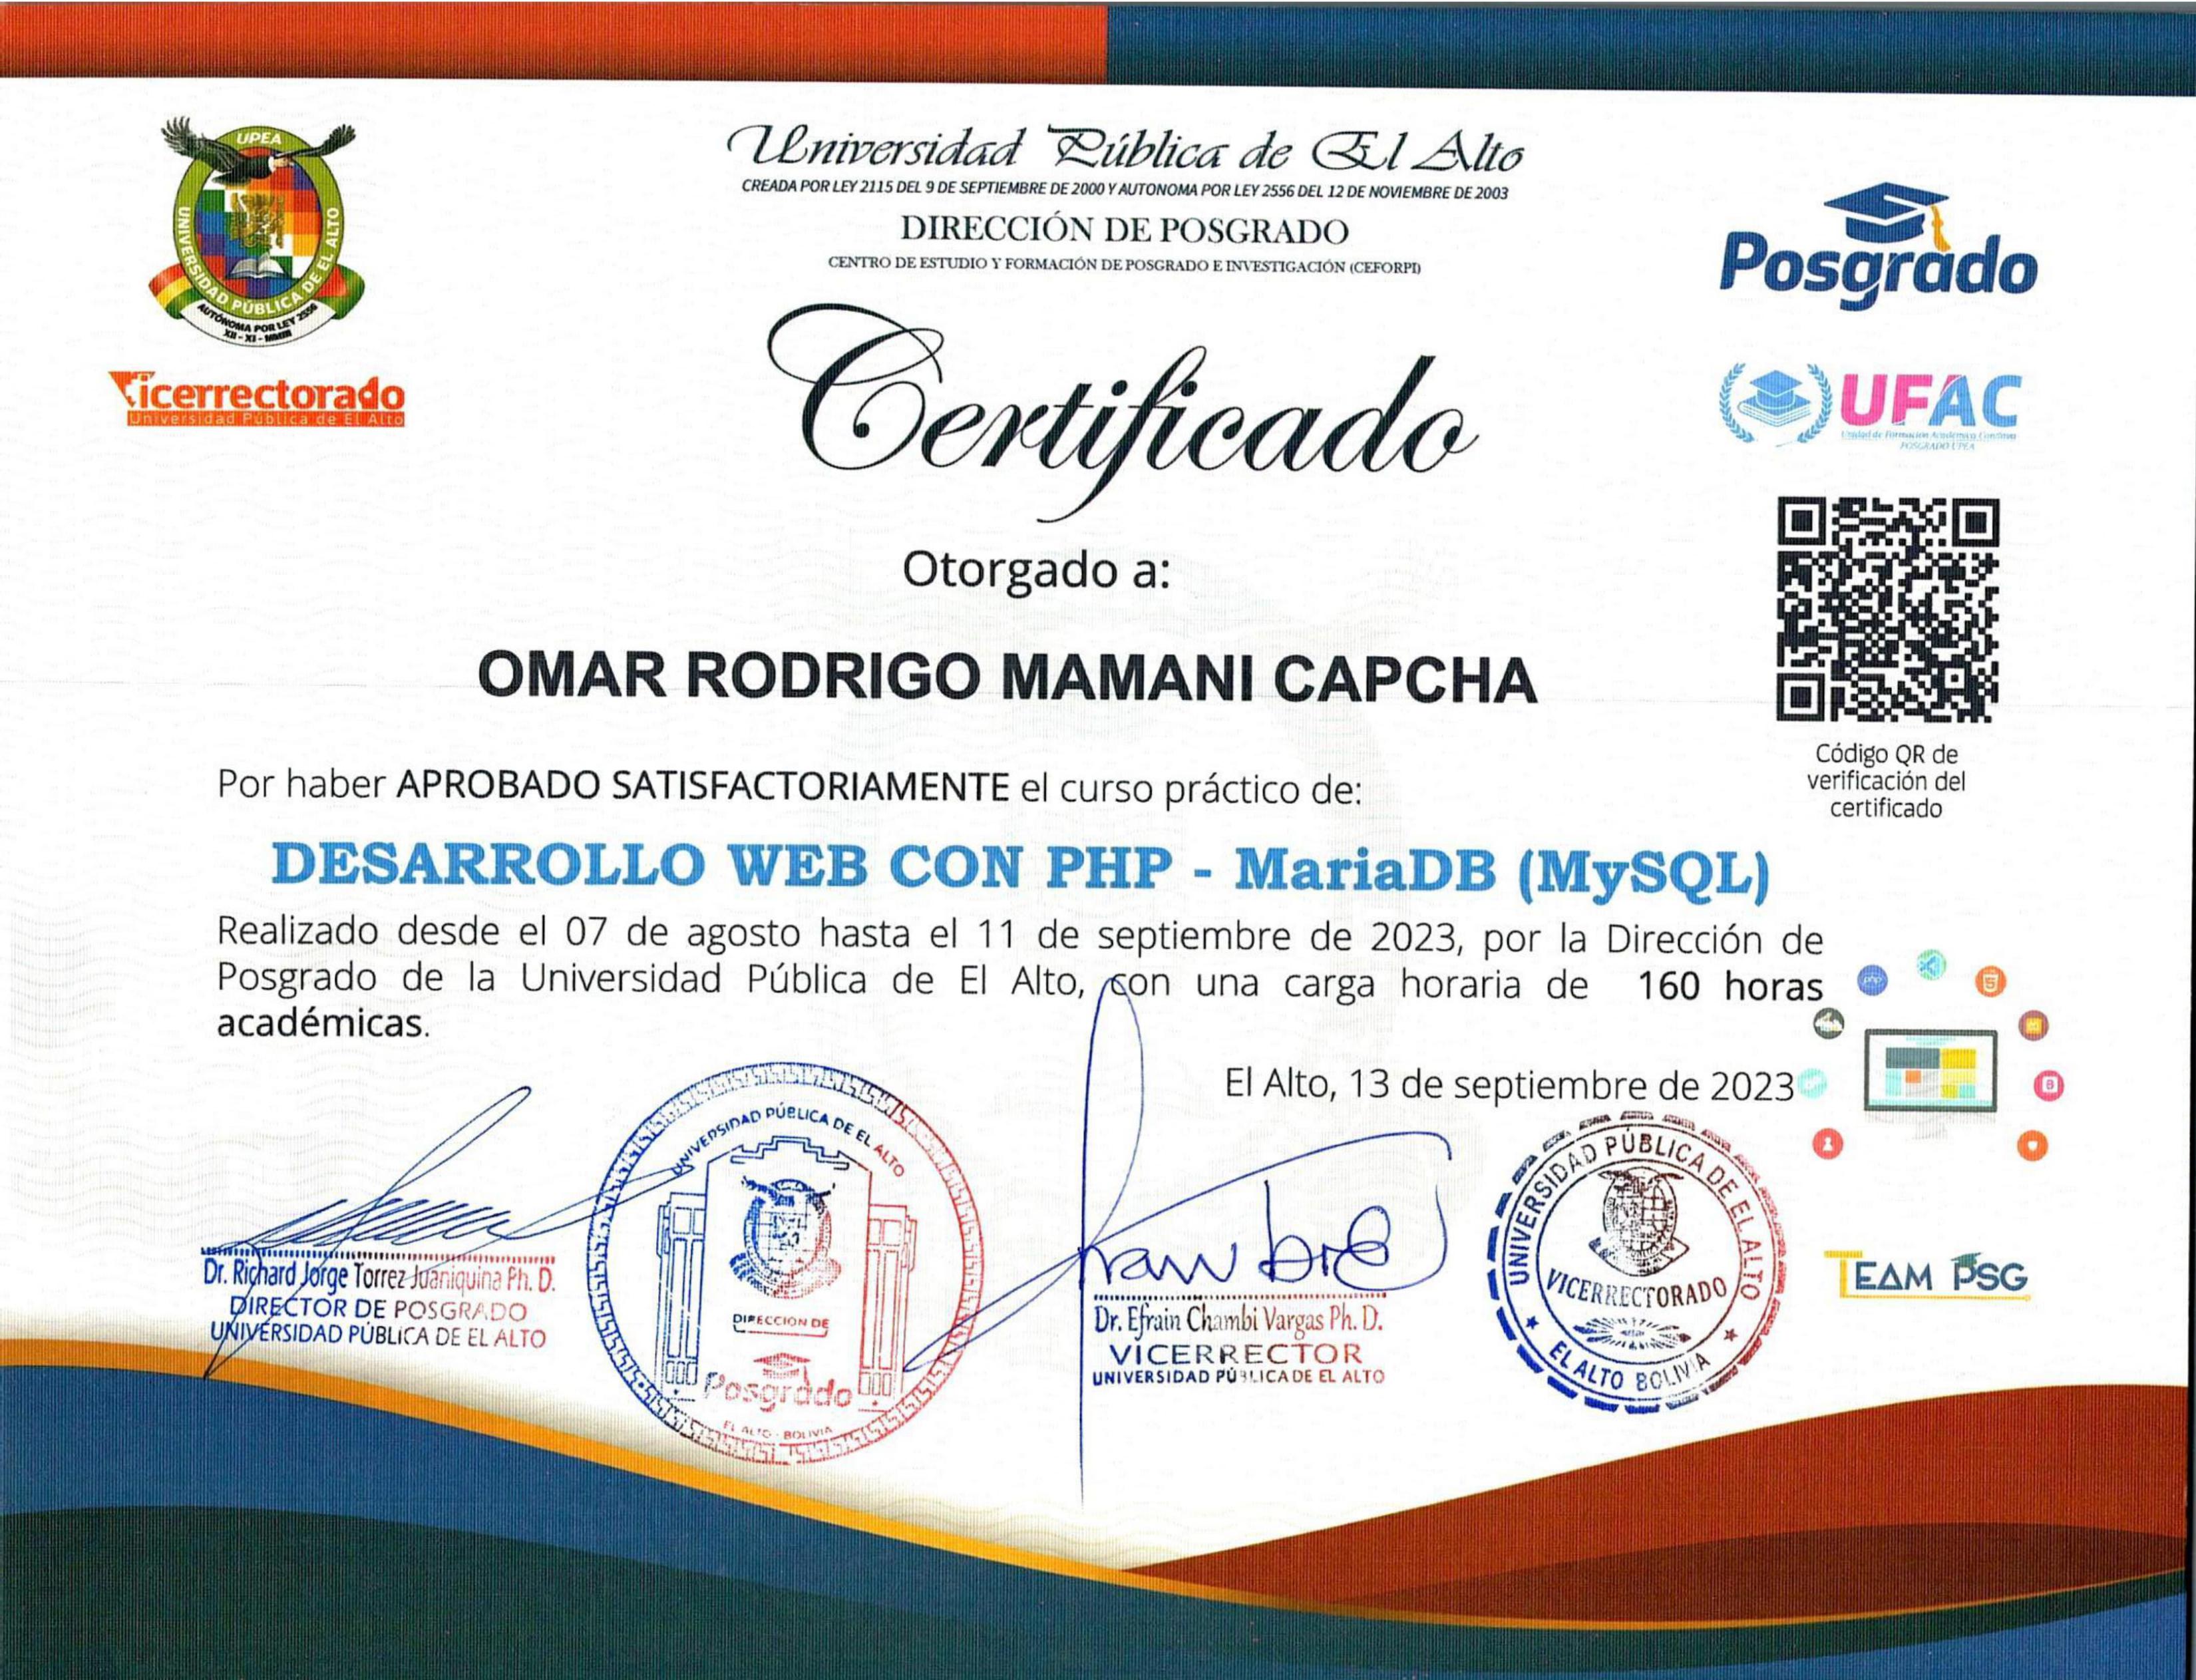 UPEA
UNIVERSIDAD PÚBLICA DE EL ALTO
AUTÓNOMA POR LEY 2556
XII - XI - MMIII
Vicerrectorado
Universidad Pública de El Alto
Universidad Pública de El Alto
CREADA POR LEY 2115 DEL 9 DE SEPTIEMBRE DE 2000 Y AUTONOMA POR LEY 2556 DEL 12 DE NOVIEMBRE DE 2003
DIRECCIÓN DE POSGRADO
CENTRO DE ESTUDIO Y FORMACIÓN DE POSGRADO E INVESTIGACIÓN (CEFORPI)
Posgrado
UFAC
Unidad de Formación Académica Continua
POSGRADO UPEA
Certificado
Otorgado a:
OMAR RODRIGO MAMANI CAPCHA
Código QR de
verificación del
certificado
Por haber APROBADO SATISFACTORIAMENTE el curso práctico de:
DESARROLLO WEB CON PHP - MariaDB (MySQL)
Realizado desde el 07 de agosto hasta el 11 de septiembre de 2023, por la Dirección de
Posgrado de la Universidad Pública de El Alto, con una carga horaria de 160 horas
académicas.
El Alto, 13 de septiembre de 2023
php
Dr. Richard Jorge Torrez Juaniquina Ph. D.
DIRECTOR DE POSGRADO
UNIVERSIDAD PÚBLICA DE EL ALTO
UNIVERSIDAD PÚBLICA DE EL ALTO
DIRECCION DE
Posgrado
EL ALTO - BOLIVIA
Dr. Efrain Chambi Vargas Ph. D.
VICERRECTOR
UNIVERSIDAD PÚBLICA DE EL ALTO
UNIVERSIDAD PÚBLICA DE EL ALTO
VICERRECTORADO
EL ALTO BOLIVIA
TEAM PSG